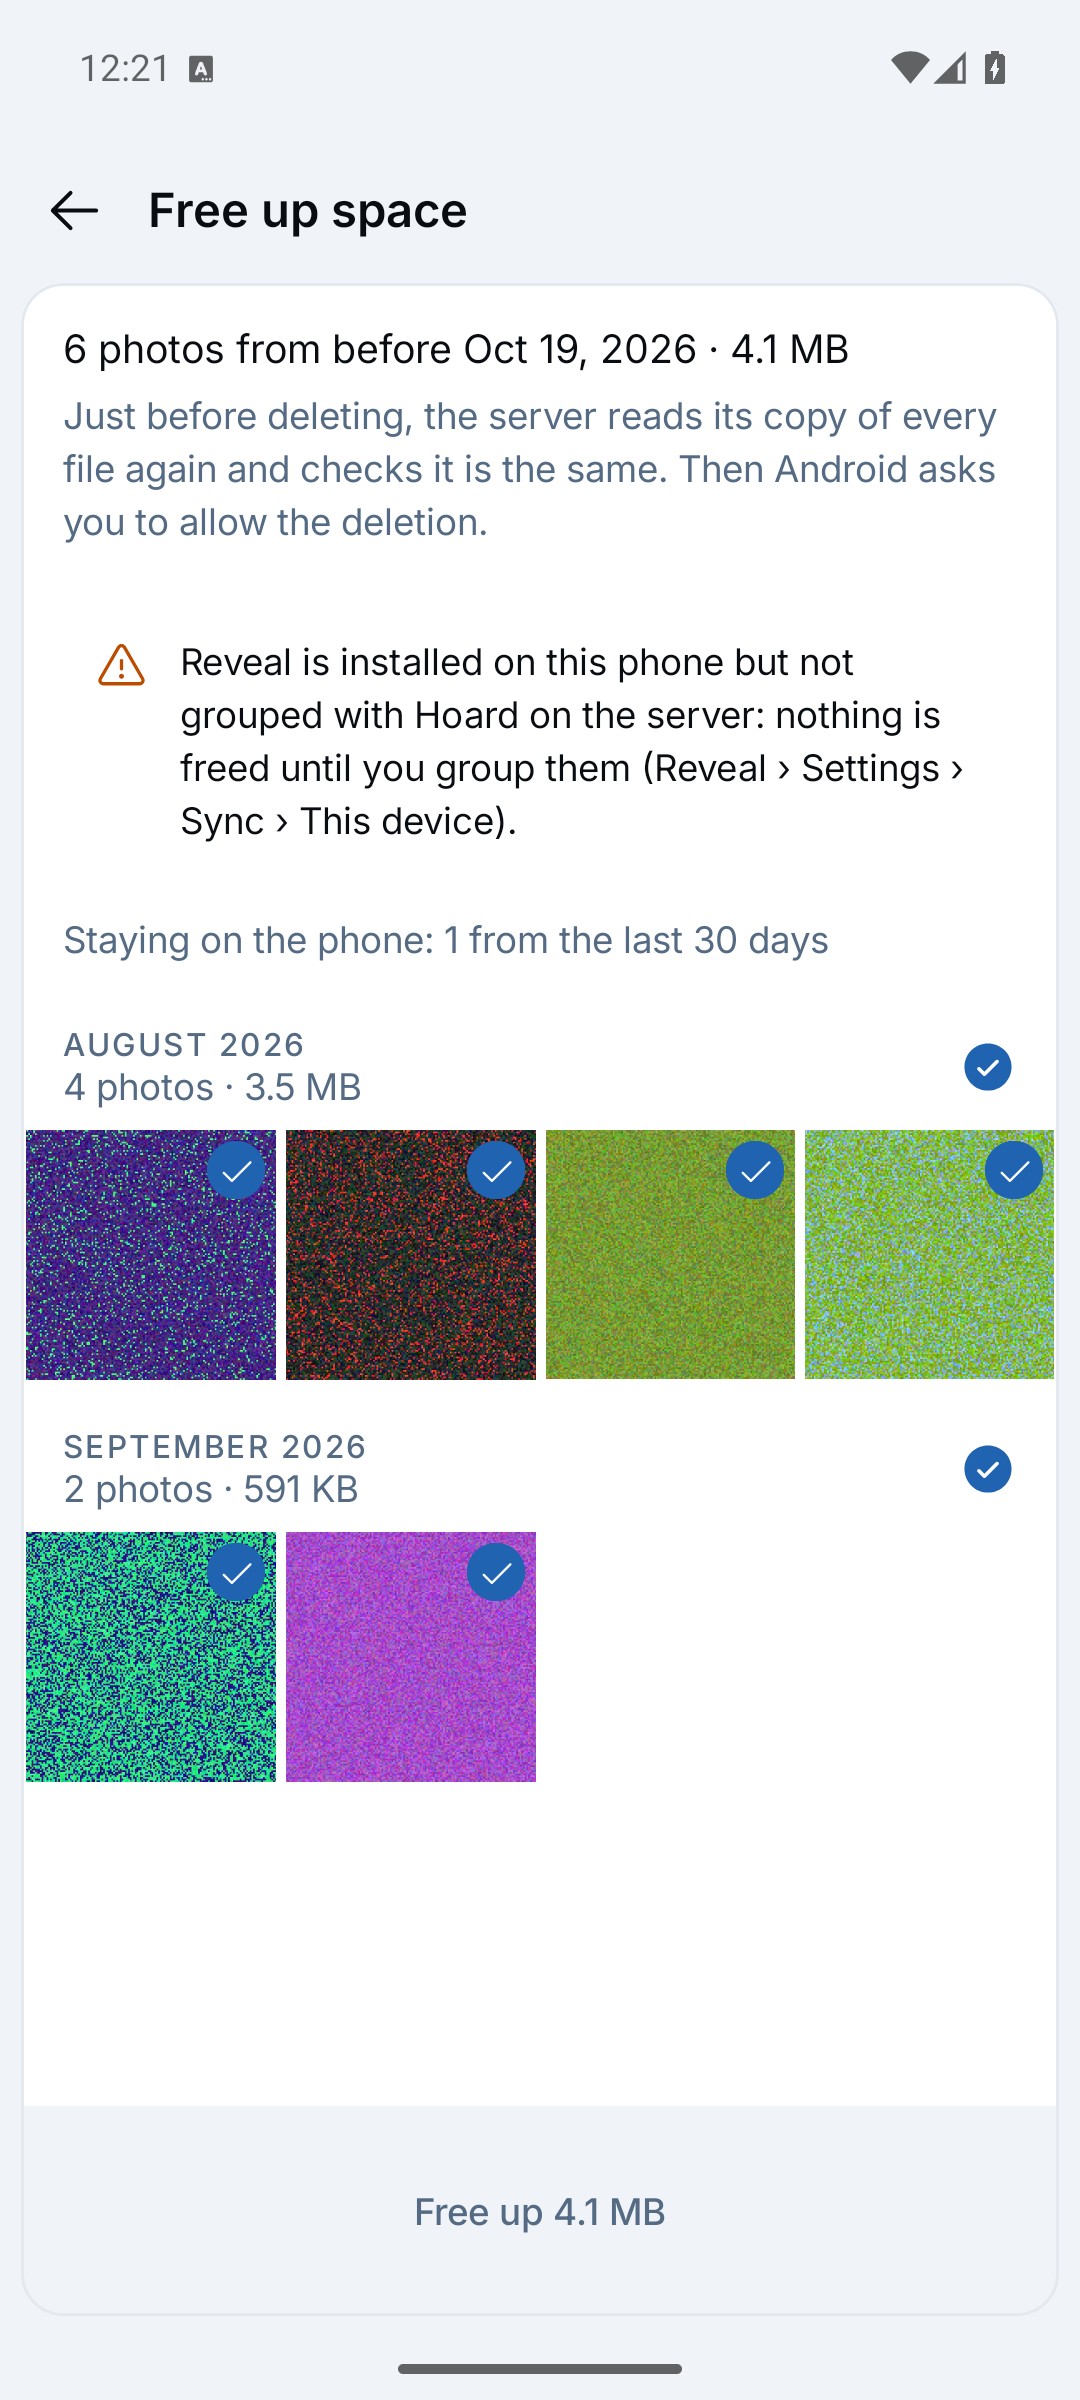 12:21
Free up space
6 photos from before Oct 19, 2026 · 4.1 MB
Just before deleting, the server reads its copy of every
file again and checks it is the same. Then Android asks
you to allow the deletion.
Reveal is installed on this phone but not
grouped with Hoard on the server: nothing is
freed until you group them (Reveal › Settings ›
Sync › This device).
Staying on the phone: 1 from the last 30 days
AUGUST 2026
4 photos · 3.5 MB
SEPTEMBER 2026
2 photos · 591 KB
Free up 4.1 MB